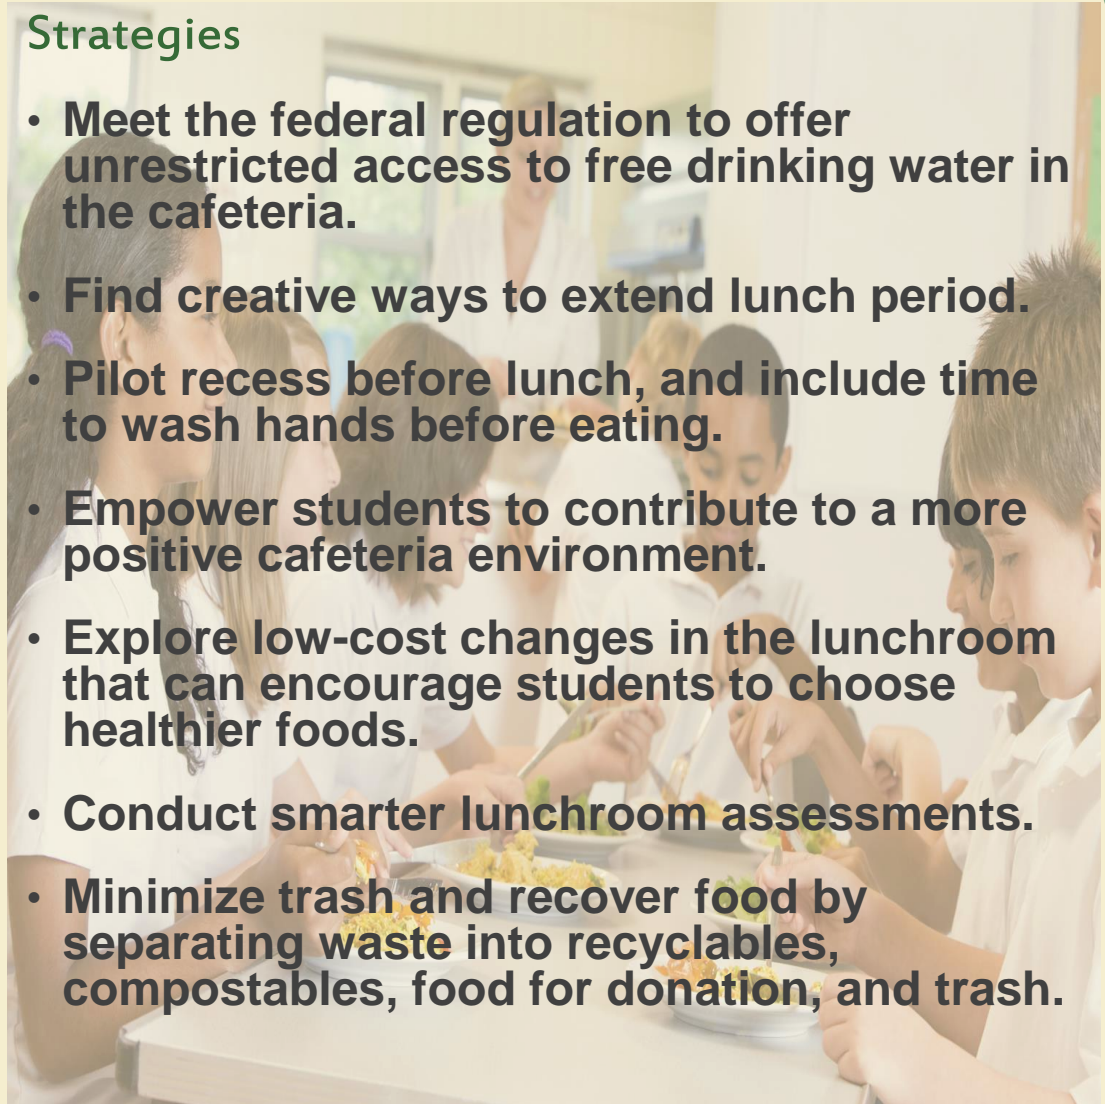 Strategies
• Meet the federal regulation to offer
unrestricted access to free drinking water in
the cafeteria.
• Find creative ways to extend lunch period.
• Pilot recess before lunch, and include time
to wash hands before eating.
• Empower students to contribute to a more
positive cafeteria environment.
• Explore low-cost changes in the lunchroom
that can encourage students to choose
healthier foods.
• Conduct smarter lunchroom assessments.
• Minimize trash and recover food by
separating waste into recyclables,
compostables, food for donation, and trash.